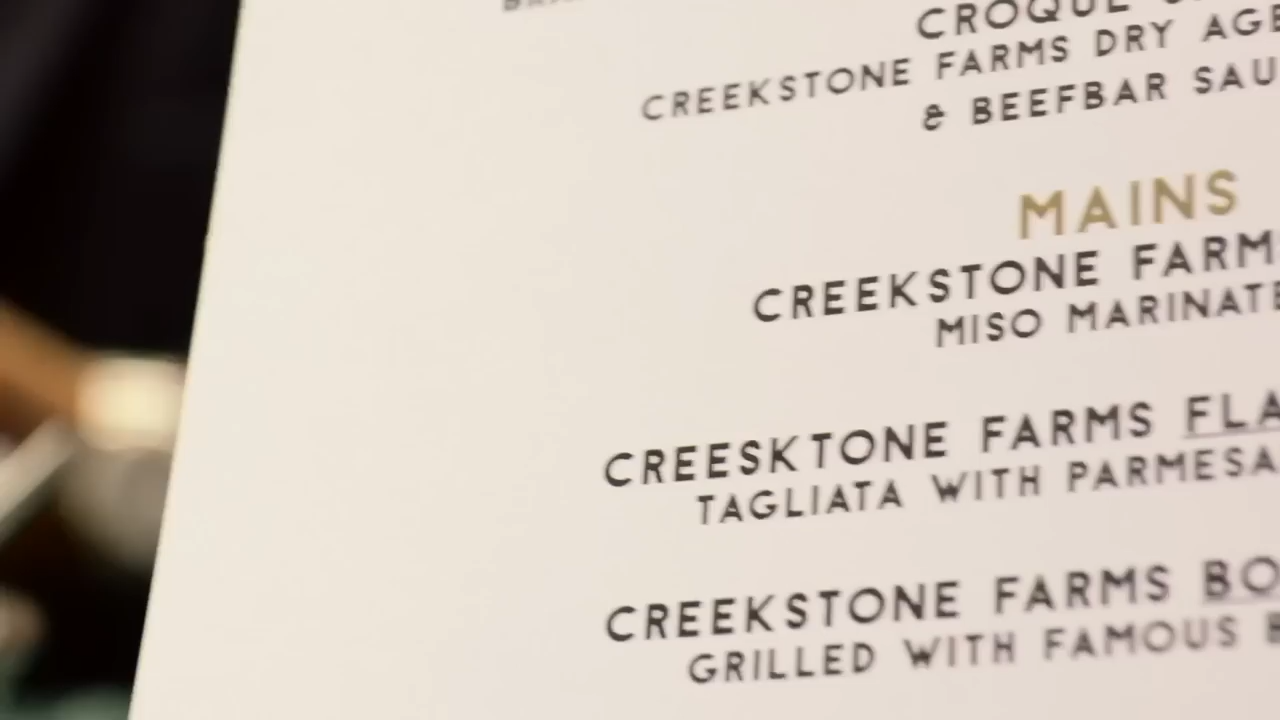 CROQUE
CREEKSTONE FARMS DRY AGE
& BEEFBAR SAU
MAINS
CREEKSTONE FARM
MISO MARINATE
CREESKTONE FARMS FLA
TAGLIATA WITH PARMESA
CREEKSTONE FARMS BO
GRILLED WITH FAMOUS